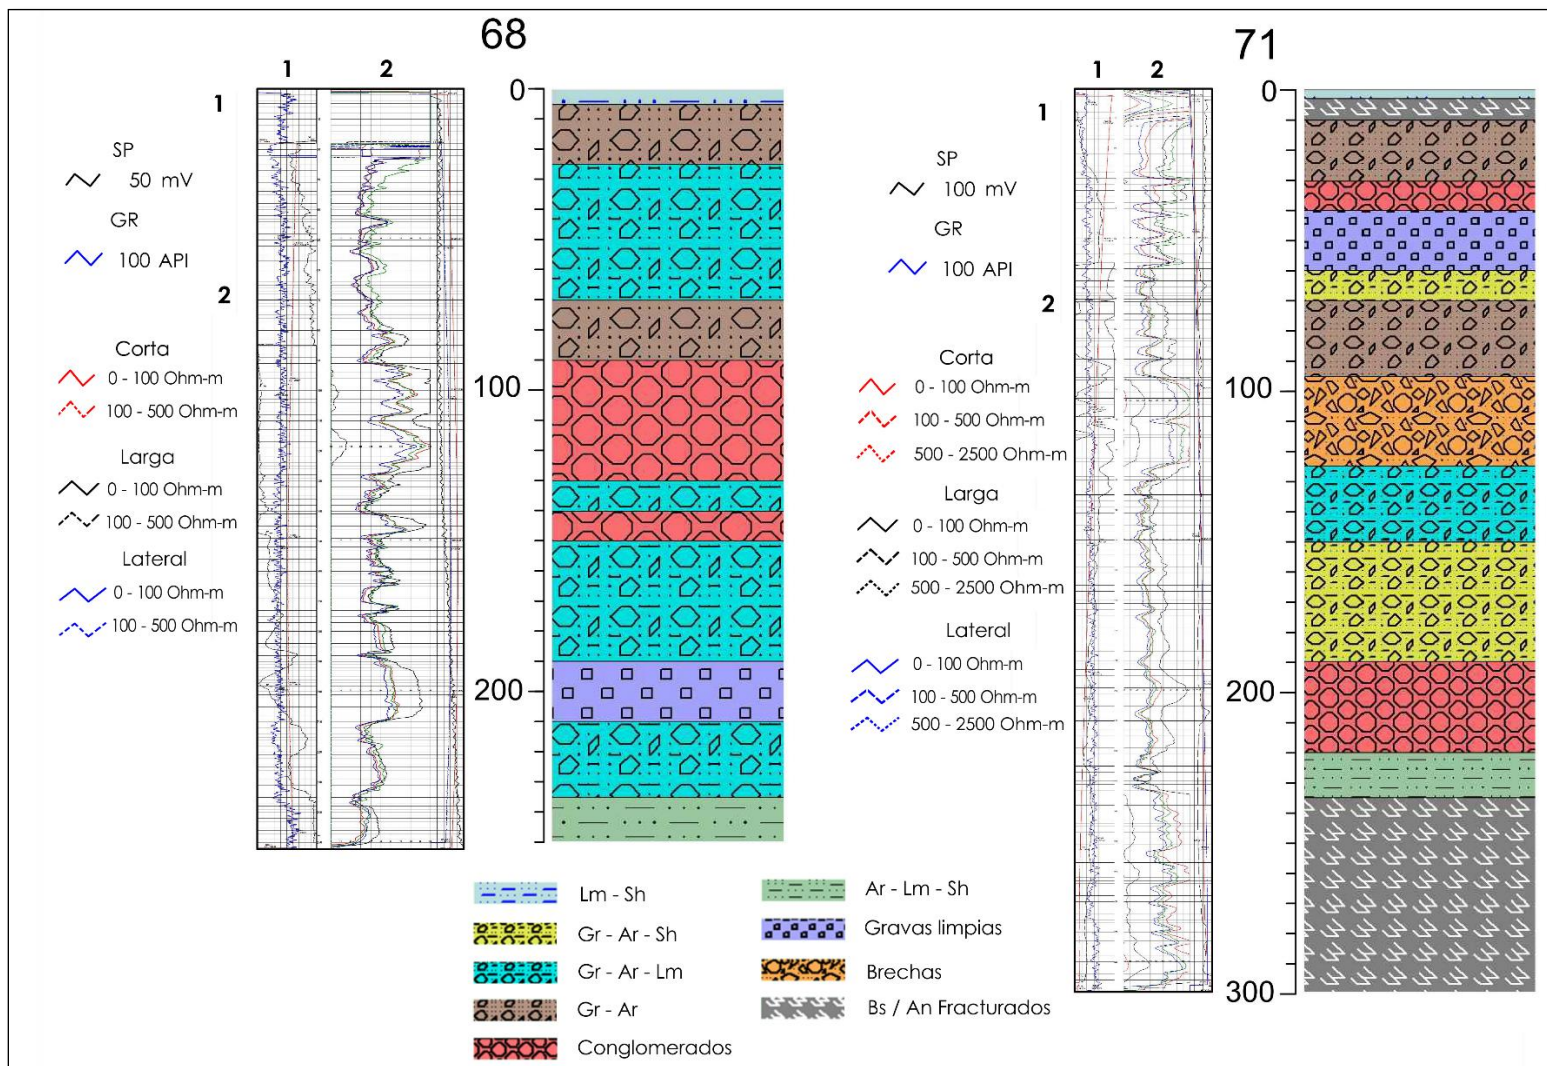 68
1 2
1
SP
50 mV
GR
100 API
2
Corta
0 - 100 Ohm-m
100 - 500 Ohm-m
Larga
0 - 100 Ohm-m
100 - 500 Ohm-m
Lateral
0 - 100 Ohm-m
100 - 500 Ohm-m
0
100
200
71
1 2
1
SP
100 mV
GR
100 API
2
Corta
0 - 100 Ohm-m
100 - 500 Ohm-m
500 - 2500 Ohm-m
Larga
0 - 100 Ohm-m
100 - 500 Ohm-m
500 - 2500 Ohm-m
Lateral
0 - 100 Ohm-m
100 - 500 Ohm-m
500 - 2500 Ohm-m
0
100
200
300
Lm - Sh
Gr - Ar - Sh
Gr - Ar - Lm
Gr - Ar
Conglomerados
Ar - Lm - Sh
Gravas limpias
Brechas
Bs / An Fracturados